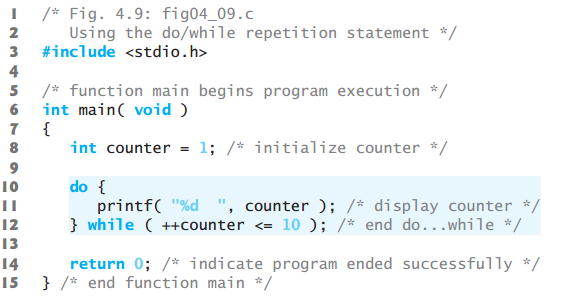 1 /* Fig. 4.9: fig04_09.c
2 Using the do/while repetition statement */
3 #include <stdio.h>
4
5 /* function main begins program execution */
6 int main( void )
7 {
8 int counter = 1; /* initialize counter */
9
10 do {
11 printf( "%d  ", counter ); /* display counter */
12 } while ( ++counter <= 10 ); /* end do...while */
13
14 return 0; /* indicate program ended successfully */
15 } /* end function main */